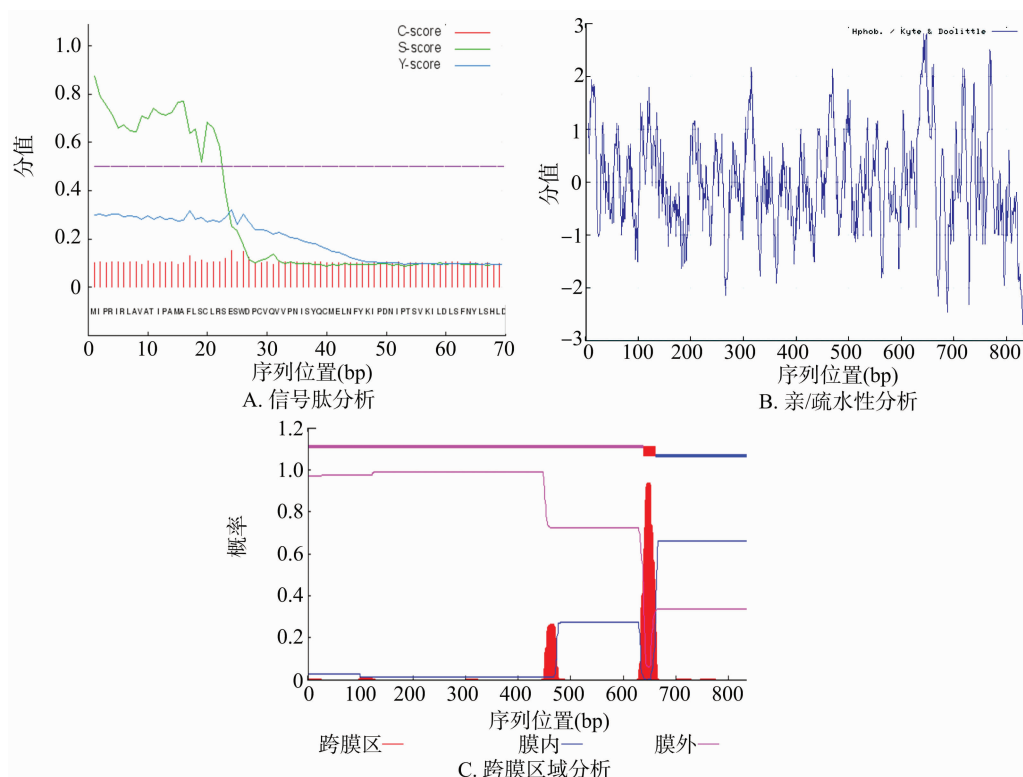 C-score
S-score
Y-score
1.0
0.8
0.6
0.4
0.2
0
分值
MIPRIRLAVATIPAMAFLSCLRSESWDPCVQVVPNISYQCMELNFYKIPDNIPTSVKILDLSFNYLSHLD
0 10 20 30 40 50 60 70
序列位置(bp)
A. 信号肽分析
Hphob. / Kyte & Doolittle
3
2
1
0
−1
−2
−3
分值
0 100 200 300 400 500 600 700 800
序列位置(bp)
B. 亲/疏水性分析
1.2
1.0
0.8
0.6
0.4
0.2
0
概率
0 100 200 300 400 500 600 700 800
序列位置(bp)
跨膜区 膜内 膜外
C. 跨膜区域分析